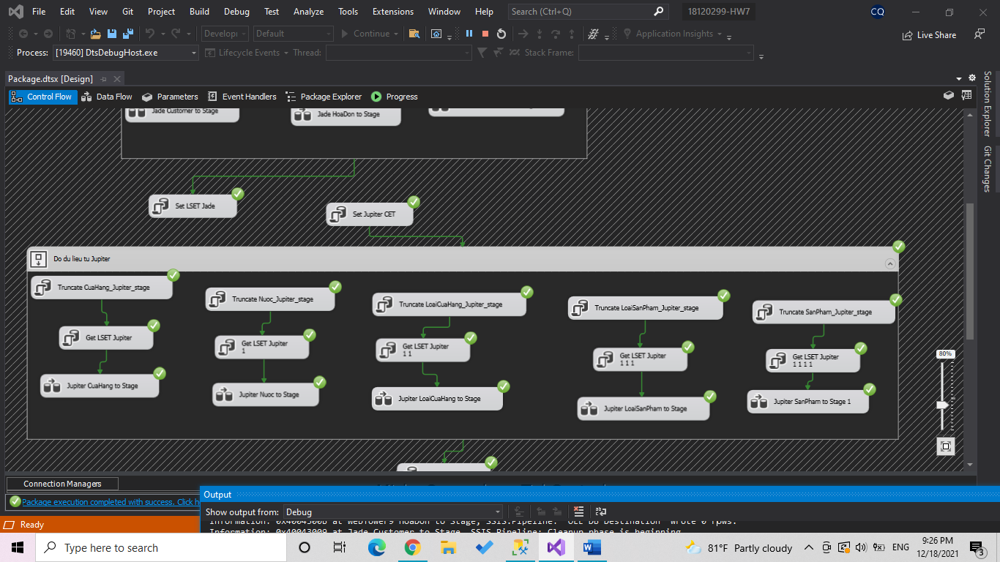 File Edit View Git Project Build Debug Test Analyze Tools Extensions Window Help Search (Ctrl+Q) 18120299-HW7 CQ
Develop Default Continue Application Insights Live Share
Process: [19460] DtsDebugHost.exe Lifecycle Events Thread: Stack Frame:
Package.dtsx [Design]
Control Flow Data Flow Parameters Event Handlers Package Explorer Progress
Solution Explorer
Git Changes
Jade Customer to Stage
Jade HoaDon to Stage
Set LSET Jade
Set Jupiter CET
Do du lieu tu Jupiter
Truncate CuaHang_Jupiter_stage
Truncate Nuoc_Jupiter_stage
Truncate LoaiCuaHang_Jupiter_stage
Truncate LoaiSanPham_Jupiter_stage
Truncate SanPham_Jupiter_stage
Get LSET Jupiter
Get LSET Jupiter
1
Get LSET Jupiter
1 1
Get LSET Jupiter
1 1 1
Get LSET Jupiter
1 1 1 1
Jupiter CuaHang to Stage
Jupiter Nuoc to Stage
Jupiter LoaiCuaHang to Stage
Jupiter LoaiSanPham to Stage
Jupiter SanPham to Stage 1
80%
Connection Managers
Package execution completed with success. Click h
Output
Show output from: Debug
Information: 0x4004300B at WebTower9 HoaDon to Stage, SSIS.Pipeline: "OLE DB Destination" wrote 0 rows.
Information: 0x40043009 at Jade Customer to Stage, SSIS.Pipeline: Cleanup phase is beginning.
Ready
Type here to search
81°F Partly cloudy
ENG
9:26 PM
12/18/2021
3